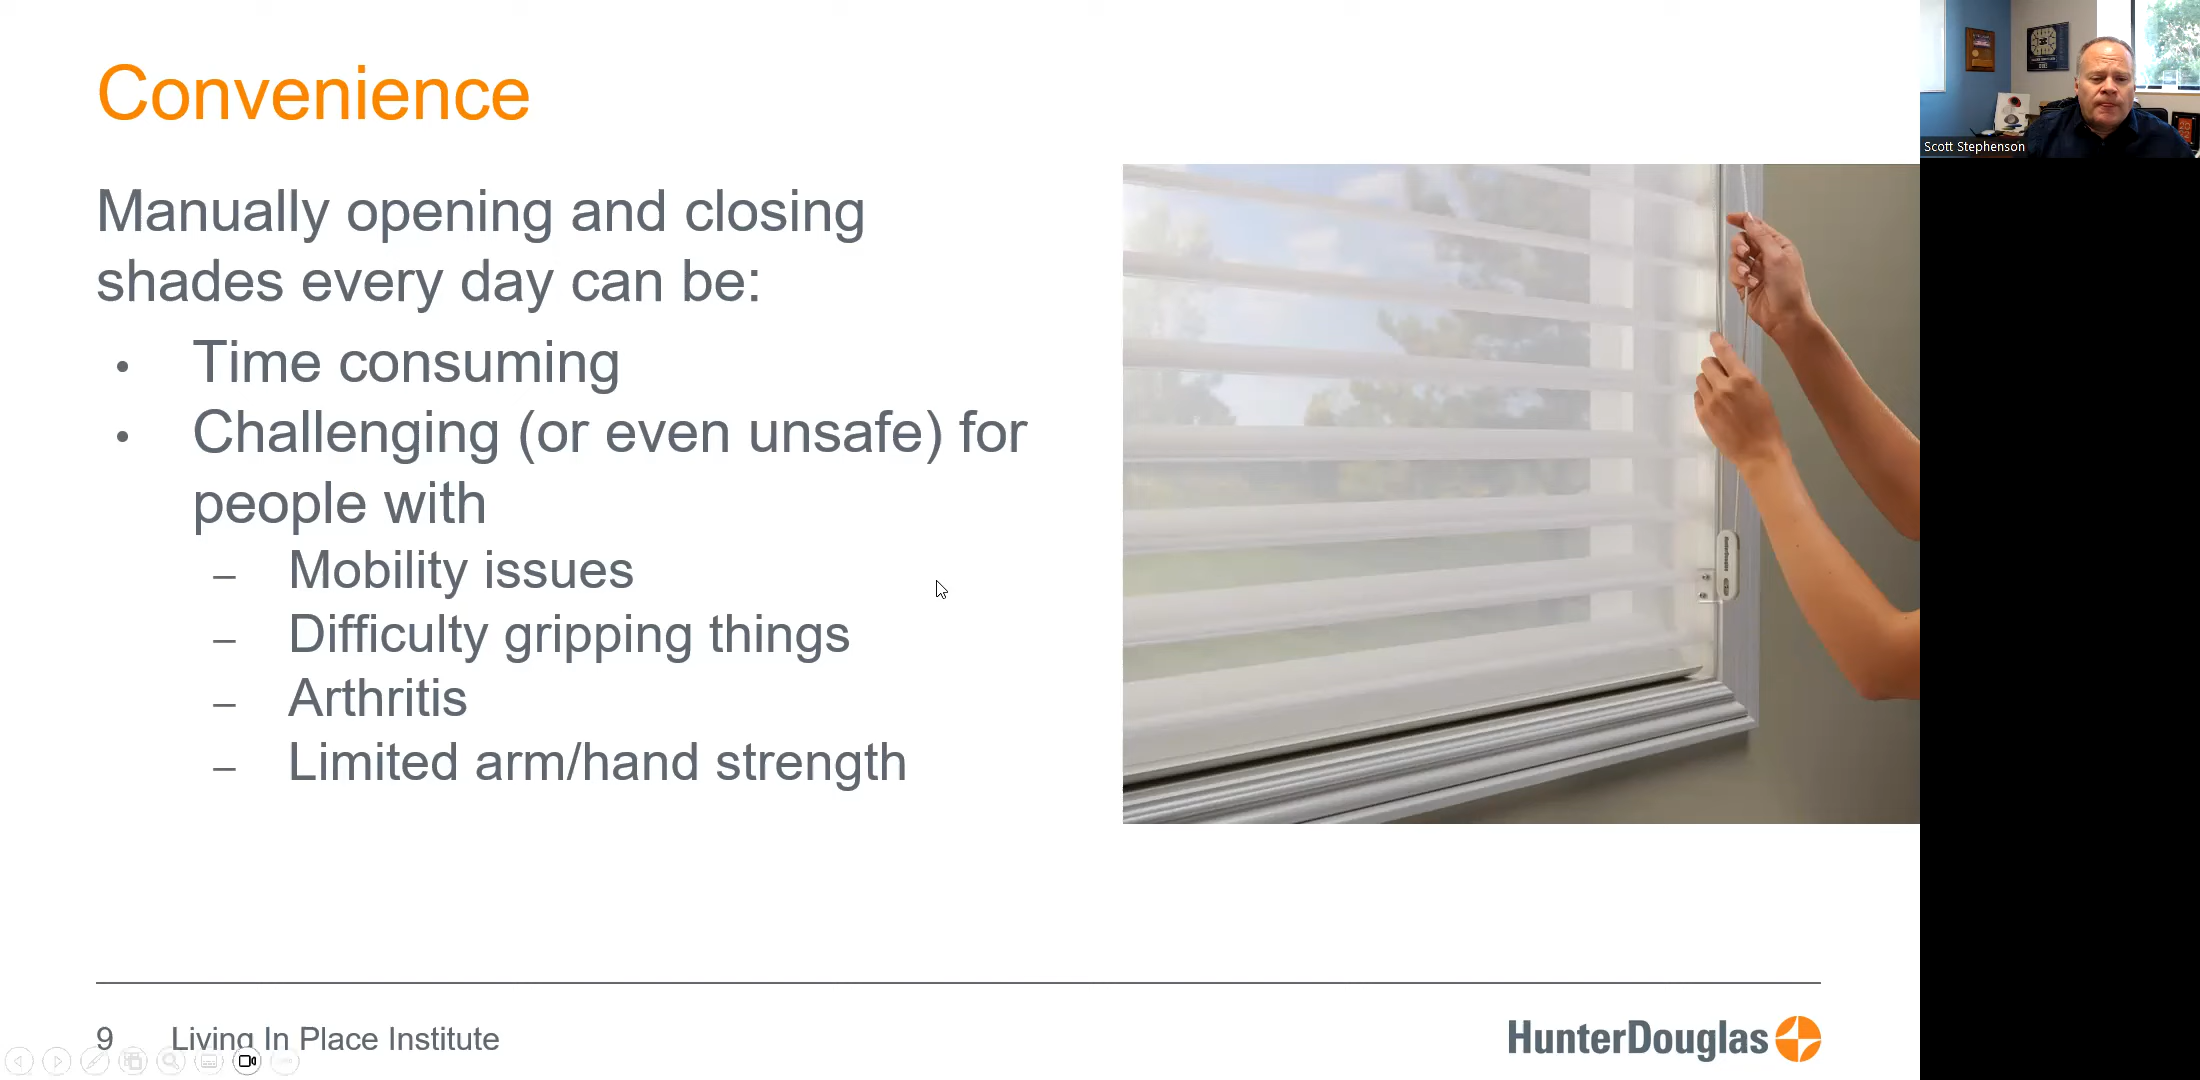 Convenience
Manually opening and closing
shades every day can be:
• Time consuming
• Challenging (or even unsafe) for
people with
– Mobility issues
– Difficulty gripping things
– Arthritis
– Limited arm/hand strength
Scott Stephenson
HunterDouglas
9 Living In Place Institute
HunterDouglas